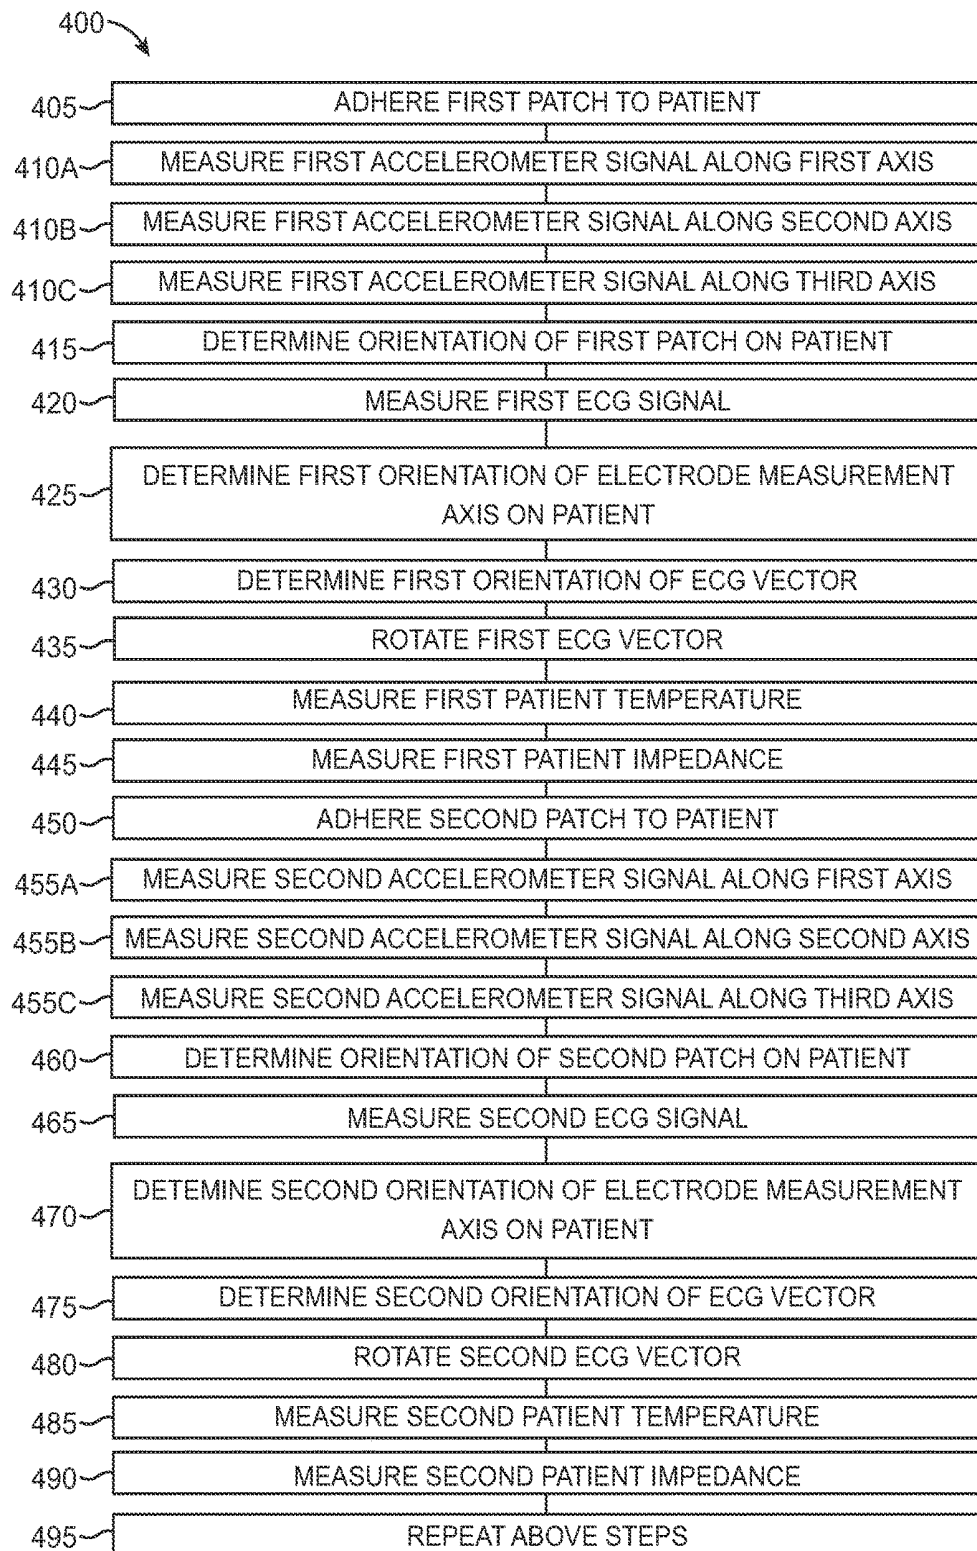 400
405 ADHERE FIRST PATCH TO PATIENT
410A MEASURE FIRST ACCELEROMETER SIGNAL ALONG FIRST AXIS
410B MEASURE FIRST ACCELEROMETER SIGNAL ALONG SECOND AXIS
410C MEASURE FIRST ACCELEROMETER SIGNAL ALONG THIRD AXIS
415 DETERMINE ORIENTATION OF FIRST PATCH ON PATIENT
420 MEASURE FIRST ECG SIGNAL
425 DETERMINE FIRST ORIENTATION OF ELECTRODE MEASUREMENT
AXIS ON PATIENT
430 DETERMINE FIRST ORIENTATION OF ECG VECTOR
435 ROTATE FIRST ECG VECTOR
440 MEASURE FIRST PATIENT TEMPERATURE
445 MEASURE FIRST PATIENT IMPEDANCE
450 ADHERE SECOND PATCH TO PATIENT
455A MEASURE SECOND ACCELEROMETER SIGNAL ALONG FIRST AXIS
455B MEASURE SECOND ACCELEROMETER SIGNAL ALONG SECOND AXIS
455C MEASURE SECOND ACCELEROMETER SIGNAL ALONG THIRD AXIS
460 DETERMINE ORIENTATION OF SECOND PATCH ON PATIENT
465 MEASURE SECOND ECG SIGNAL
470 DETEMINE SECOND ORIENTATION OF ELECTRODE MEASUREMENT
AXIS ON PATIENT
475 DETERMINE SECOND ORIENTATION OF ECG VECTOR
480 ROTATE SECOND ECG VECTOR
485 MEASURE SECOND PATIENT TEMPERATURE
490 MEASURE SECOND PATIENT IMPEDANCE
495 REPEAT ABOVE STEPS